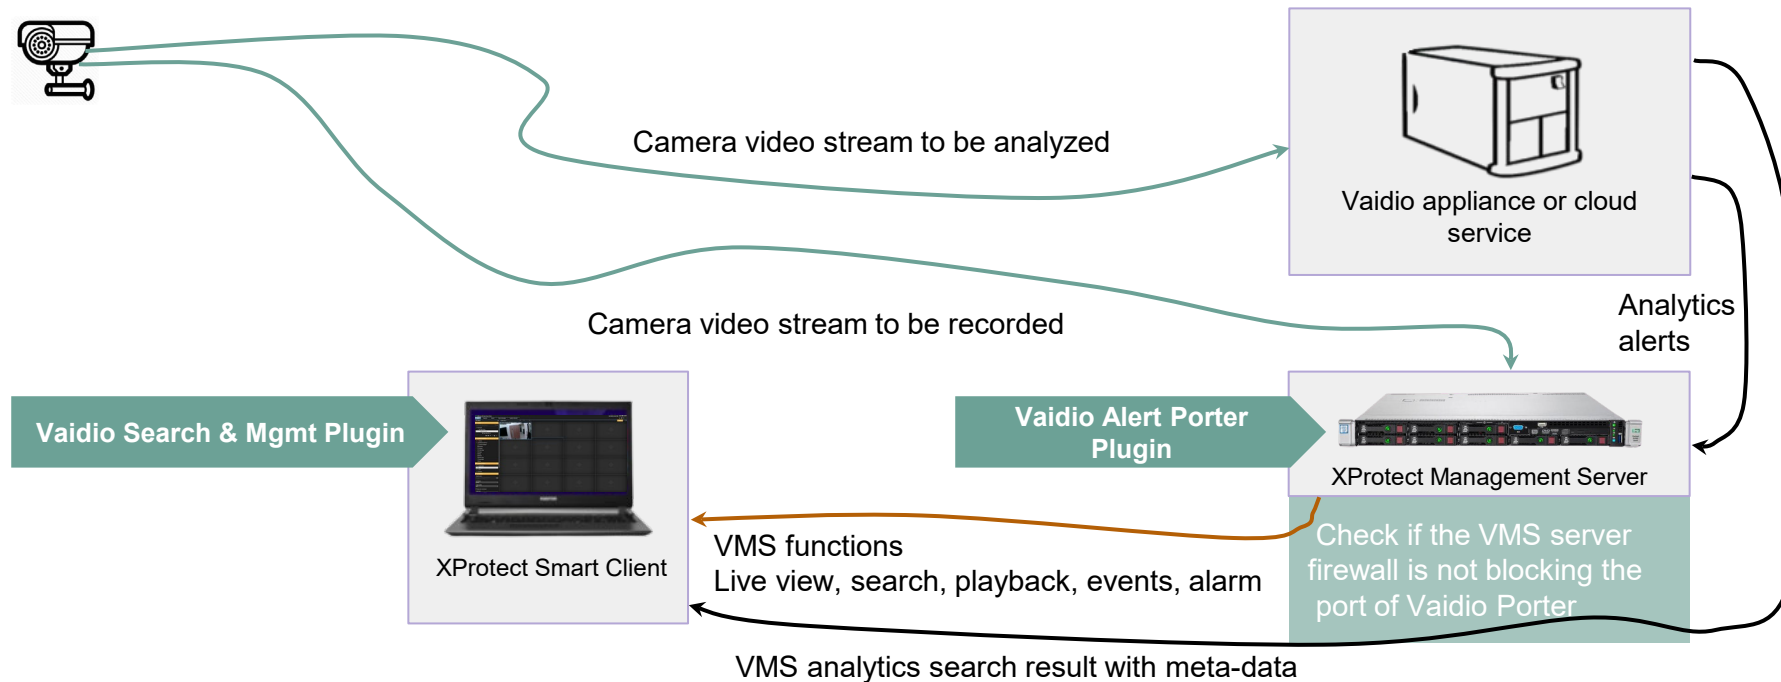 Camera video stream to be analyzed
Vaidio appliance or cloud
service
Camera video stream to be recorded
Analytics
alerts
Vaidio Search & Mgmt Plugin
Vaidio Alert Porter
Plugin
XProtect Management Server
XProtect Smart Client
VMS functions
Live view, search, playback, events, alarm
Check if the VMS server
firewall is not blocking the
port of Vaidio Porter
VMS analytics search result with meta-data